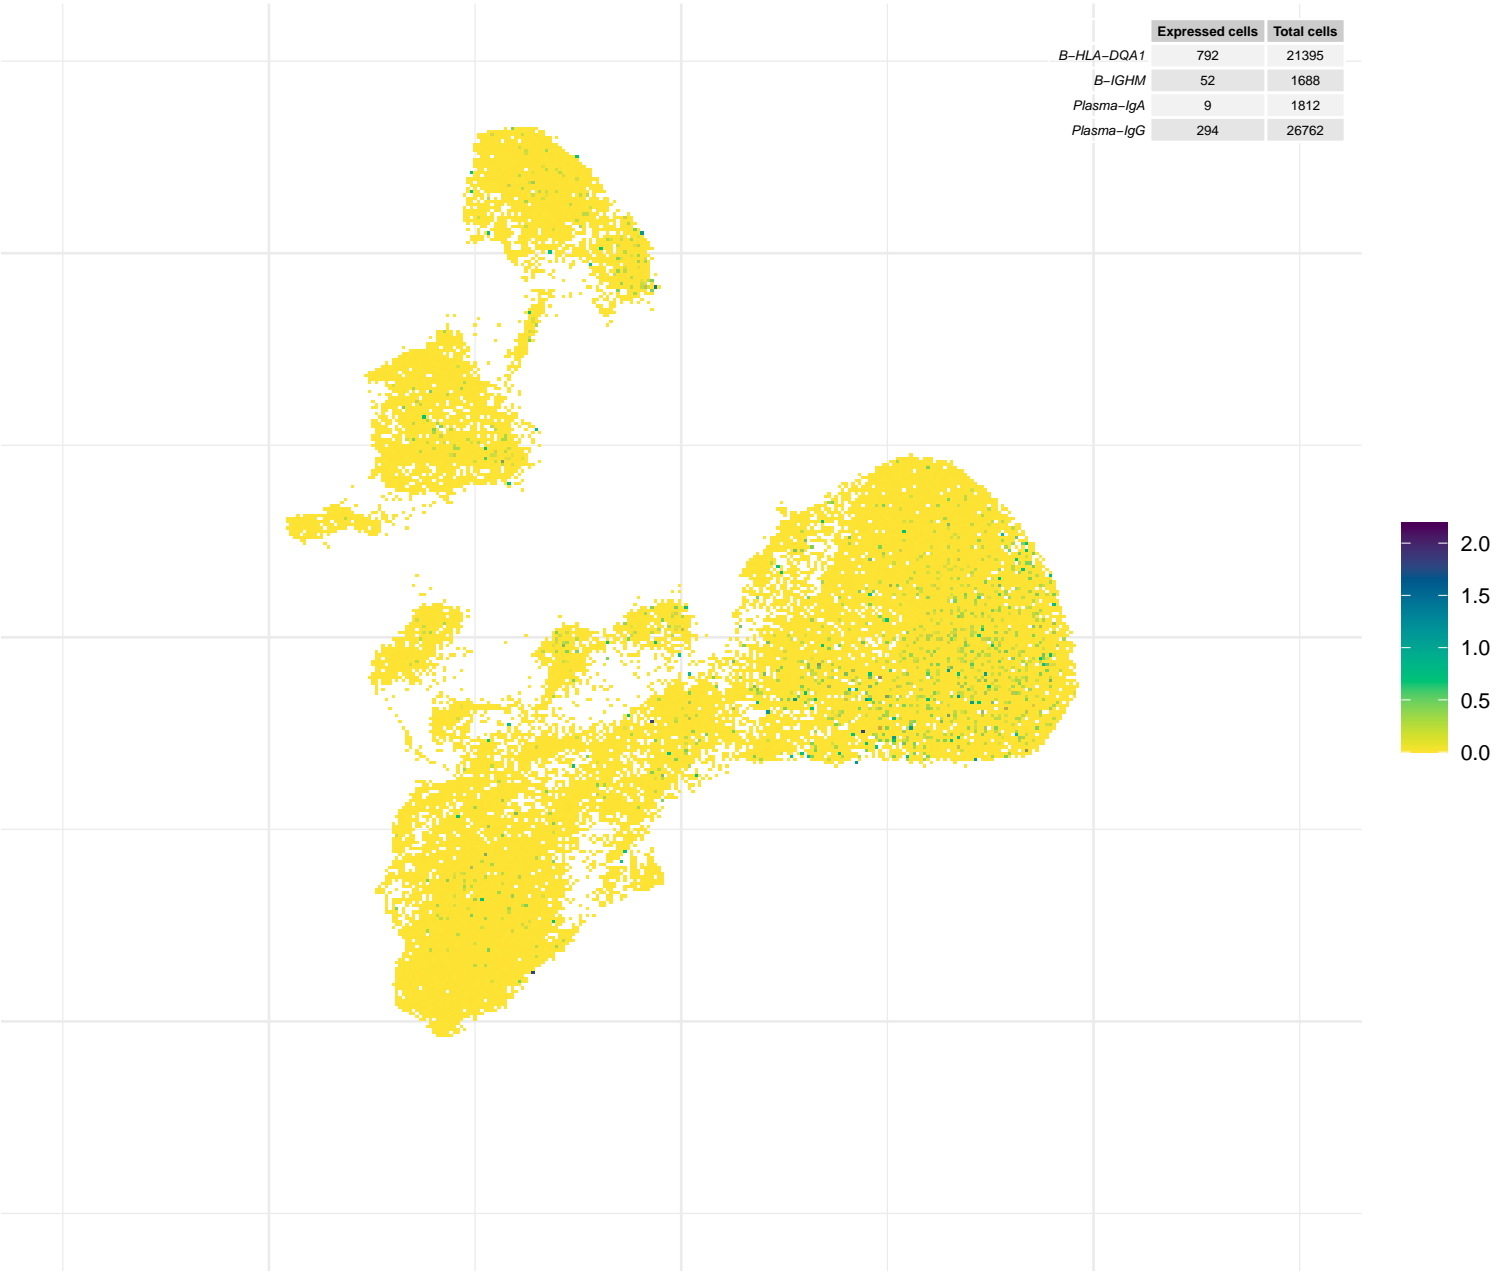 Expressed cells Total cells
B−HLA−DQA1 792 21395
B−IGHM 52 1688
Plasma−IgA 9 1812
Plasma−IgG 294 26762
2.0
1.5
1.0
0.5
0.0